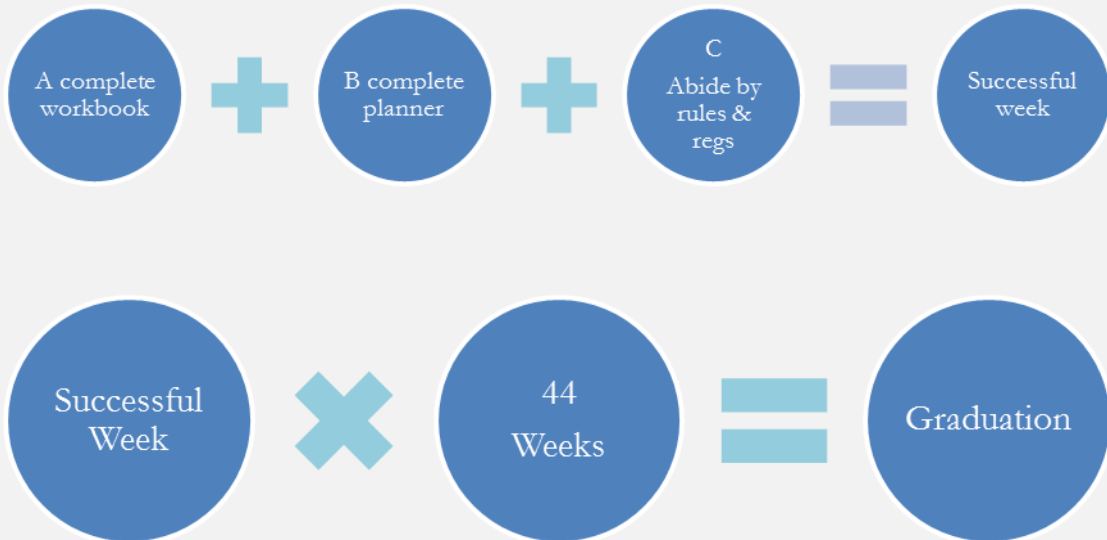 A complete
workbook
B complete
planner
C
Abide by
rules &
regs
Successful
week
Successful
Week
44
Weeks
Graduation